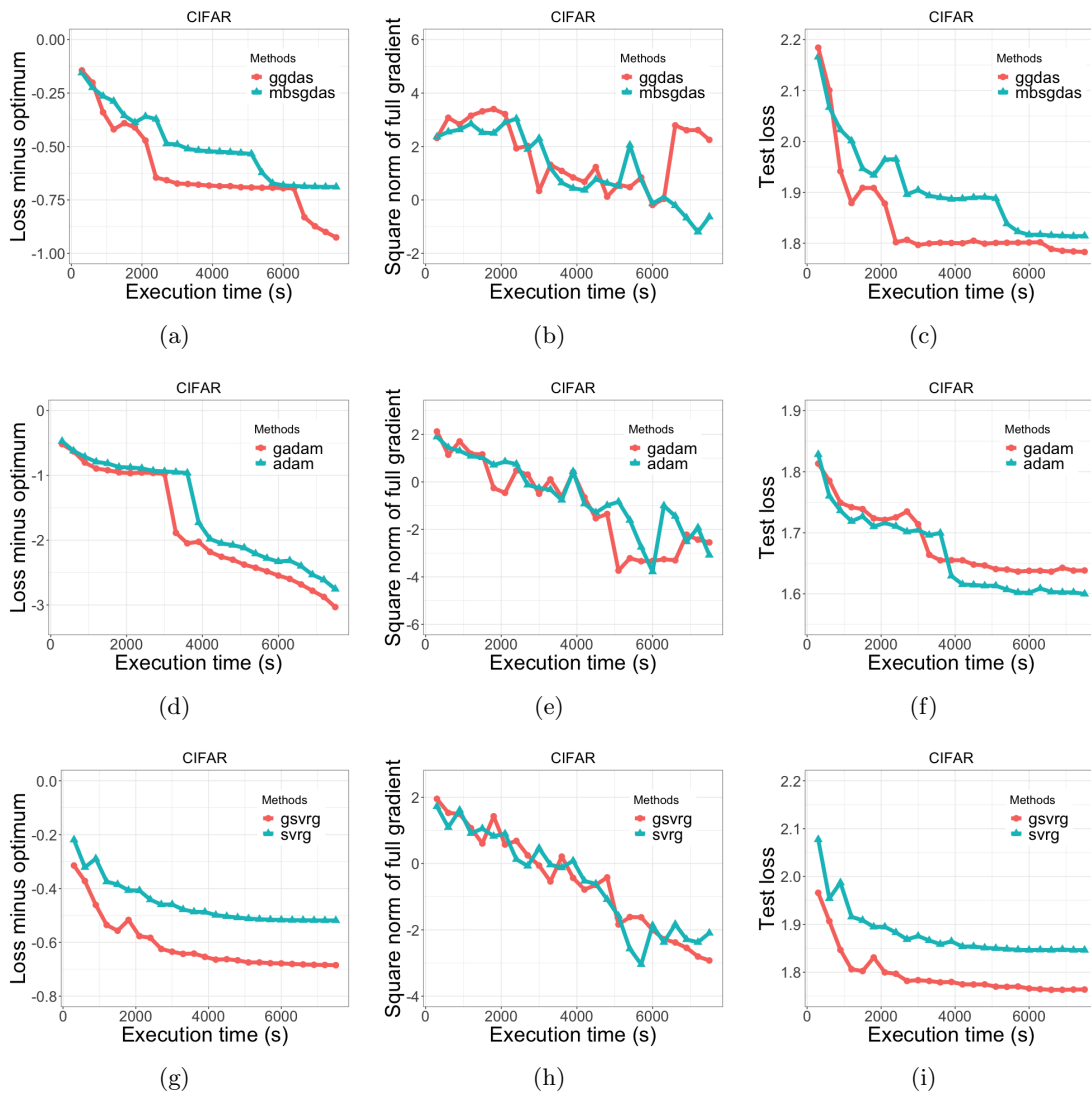 CIFAR
Loss minus optimum
0.00
-0.25
-0.50
-0.75
-1.00
Methods
ggdas
mbsgdas
0 2000 4000 6000
Execution time (s)
(a)
CIFAR
Square norm of full gradient
6
4
2
0
-2
Methods
ggdas
mbsgdas
0 2000 4000 6000
Execution time (s)
(b)
CIFAR
Test loss
2.2
2.1
2.0
1.9
1.8
Methods
ggdas
mbsgdas
0 2000 4000 6000
Execution time (s)
(c)
CIFAR
Loss minus optimum
0
-1
-2
-3
Methods
gadam
adam
0 2000 4000 6000
Execution time (s)
(d)
CIFAR
Square norm of full gradient
2
0
-2
-4
-6
Methods
gadam
adam
0 2000 4000 6000
Execution time (s)
(e)
CIFAR
Test loss
1.9
1.8
1.7
1.6
Methods
gadam
adam
0 2000 4000 6000
Execution time (s)
(f)
CIFAR
Loss minus optimum
0.0
-0.2
-0.4
-0.6
-0.8
Methods
gsvrg
svrg
0 2000 4000 6000
Execution time (s)
(g)
CIFAR
Square norm of full gradient
2
0
-2
-4
Methods
gsvrg
svrg
0 2000 4000 6000
Execution time (s)
(h)
CIFAR
Test loss
2.2
2.1
2.0
1.9
1.8
Methods
gsvrg
svrg
0 2000 4000 6000
Execution time (s)
(i)